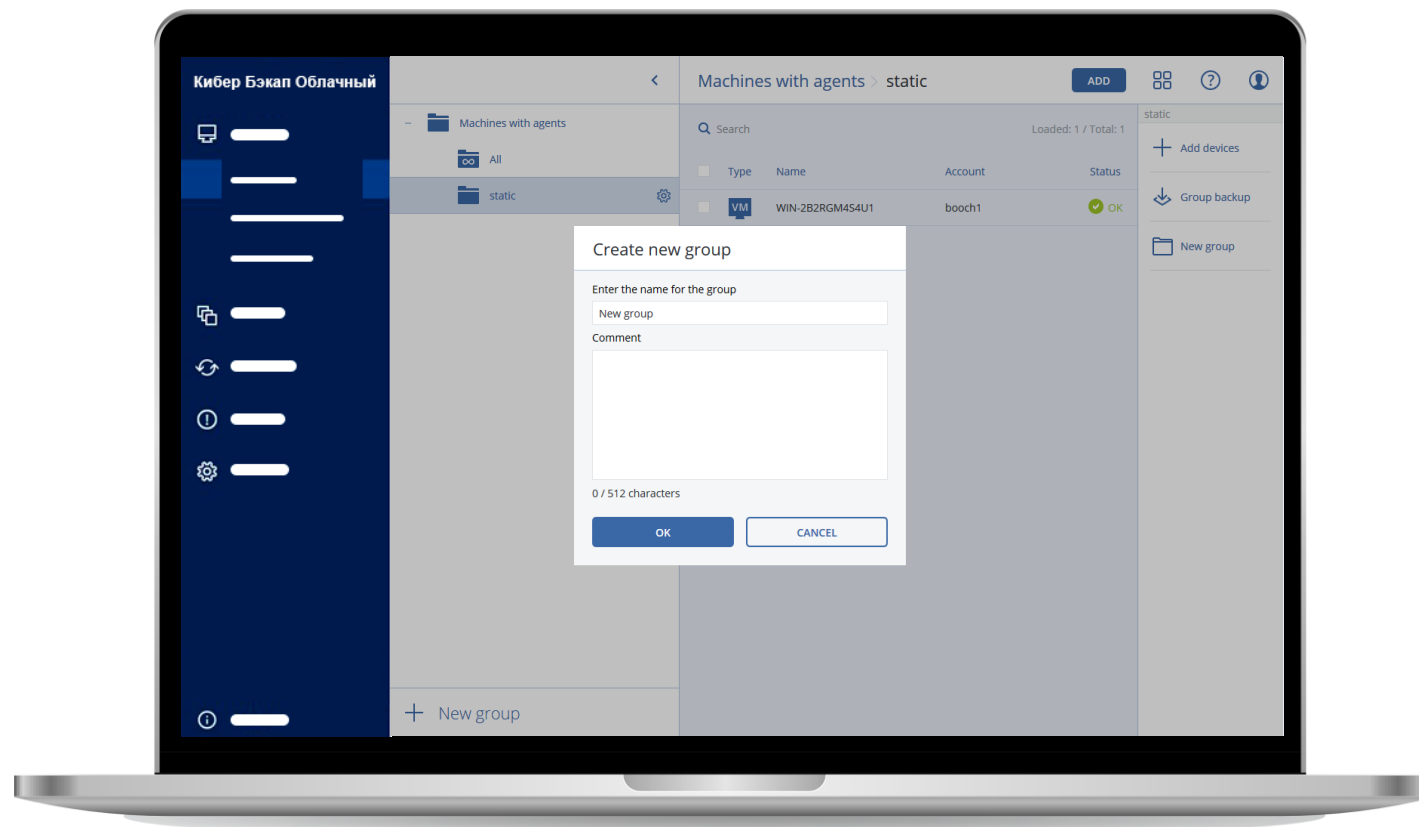 Кибер Бэкап Облачный
Machines with agents
All
static
New group
Machines with agents > static
ADD
Search
Loaded: 1 / Total: 1
Type Name Account Status
VM WIN-2B2RGM4S4U1 booch1 OK
static
Add devices
Group backup
New group
Create new group
Enter the name for the group
New group
Comment
0 / 512 characters
OK
CANCEL